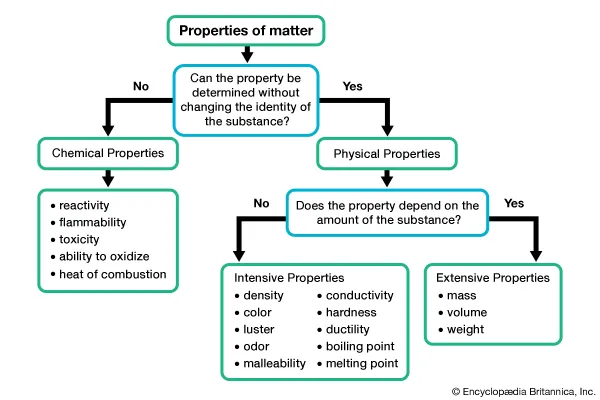 Properties of matter
No
Can the property be
determined without
changing the identity of
the substance?
Yes
Chemical Properties
Physical Properties
• reactivity
• flammability
• toxicity
• ability to oxidize
• heat of combustion
No
Does the property depend on the
amount of the substance?
Yes
Intensive Properties
• density
• color
• luster
• odor
• malleability
• conductivity
• hardness
• ductility
• boiling point
• melting point
Extensive Properties
• mass
• volume
• weight
© Encyclopædia Britannica, Inc.